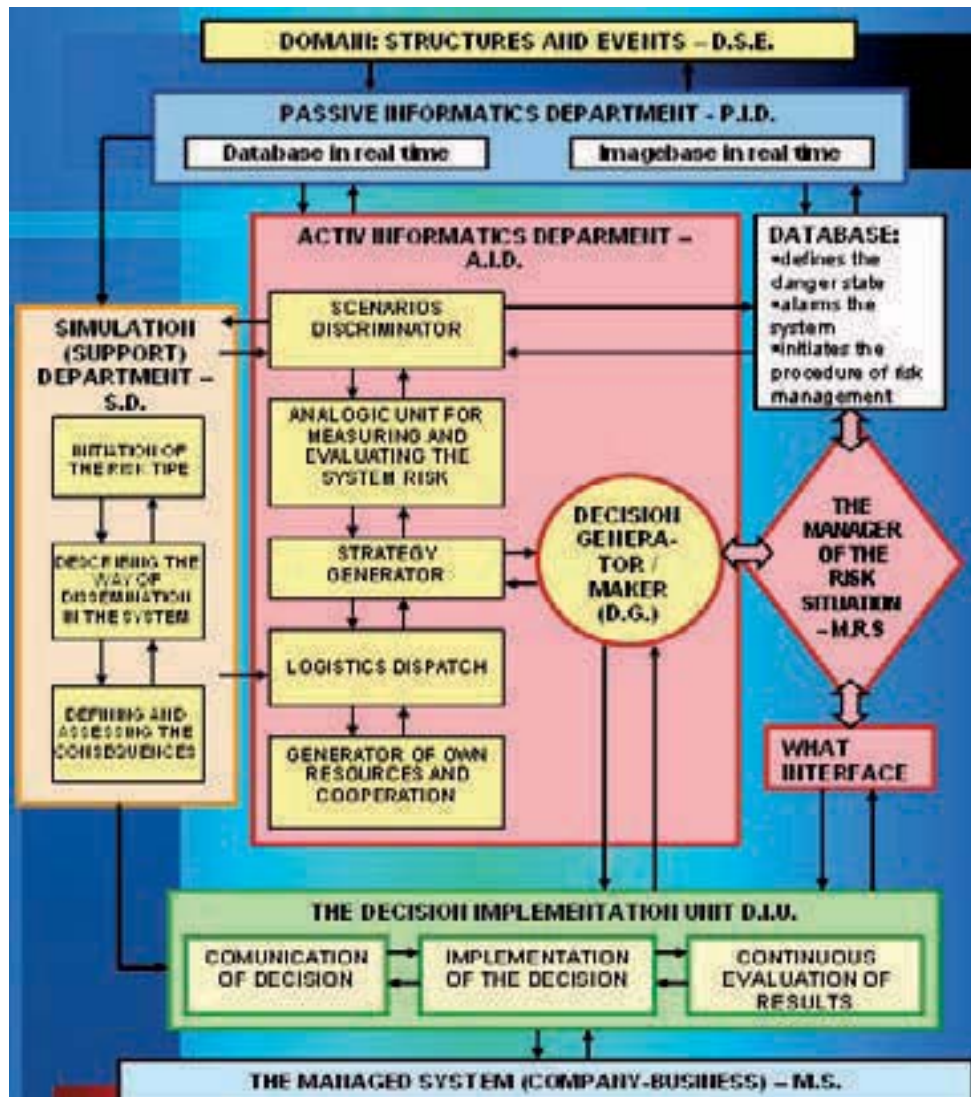 DOMAIN: STRUCTURES AND EVENTS – D.S.E.
PASSIVE INFORMATICS DEPARTMENT - P.I.D.
Database in real time
Imagebase in real time
ACTIV INFORMATICS DEPARMENT –
A.I.D.
DATABASE:
•defines the
danger state
•alarms the
system
•initiates the
procedure of risk
management
SIMULATION
(SUPPORT)
DEPARTMENT –
S.D.
INITIATION OF
THE RISK TIPE
DESCRIBING THE
WAY OF
DISSEMINATION
IN THE SYSTEM
DEFINING AND
ASSESSING THE
CONSEQUENCES
SCENARIOS
DISCRIMINATOR
ANALOGIC UNIT FOR
MEASURING AND
EVALUATING THE
SYSTEM RISK
STRATEGY
GENERATOR
LOGISTICS DISPATCH
GENERATOR OF OWN
RESOURCES AND
COOPERATION
DECISION
GENERA-
TOR /
MAKER
(D.G.)
THE
MANAGER
OF THE
RISK
SITUATION
– M.R.S
WHAT
INTERFACE
THE DECISION IMPLEMENTATION UNIT D.I.U.
COMUNICATION
OF DECISION
IMPLEMENTATION
OF THE DECISION
CONTINUOUS
EVALUATION OF
RESULTS
THE MANAGED SYSTEM (COMPANY-BUSINESS) – M.S.